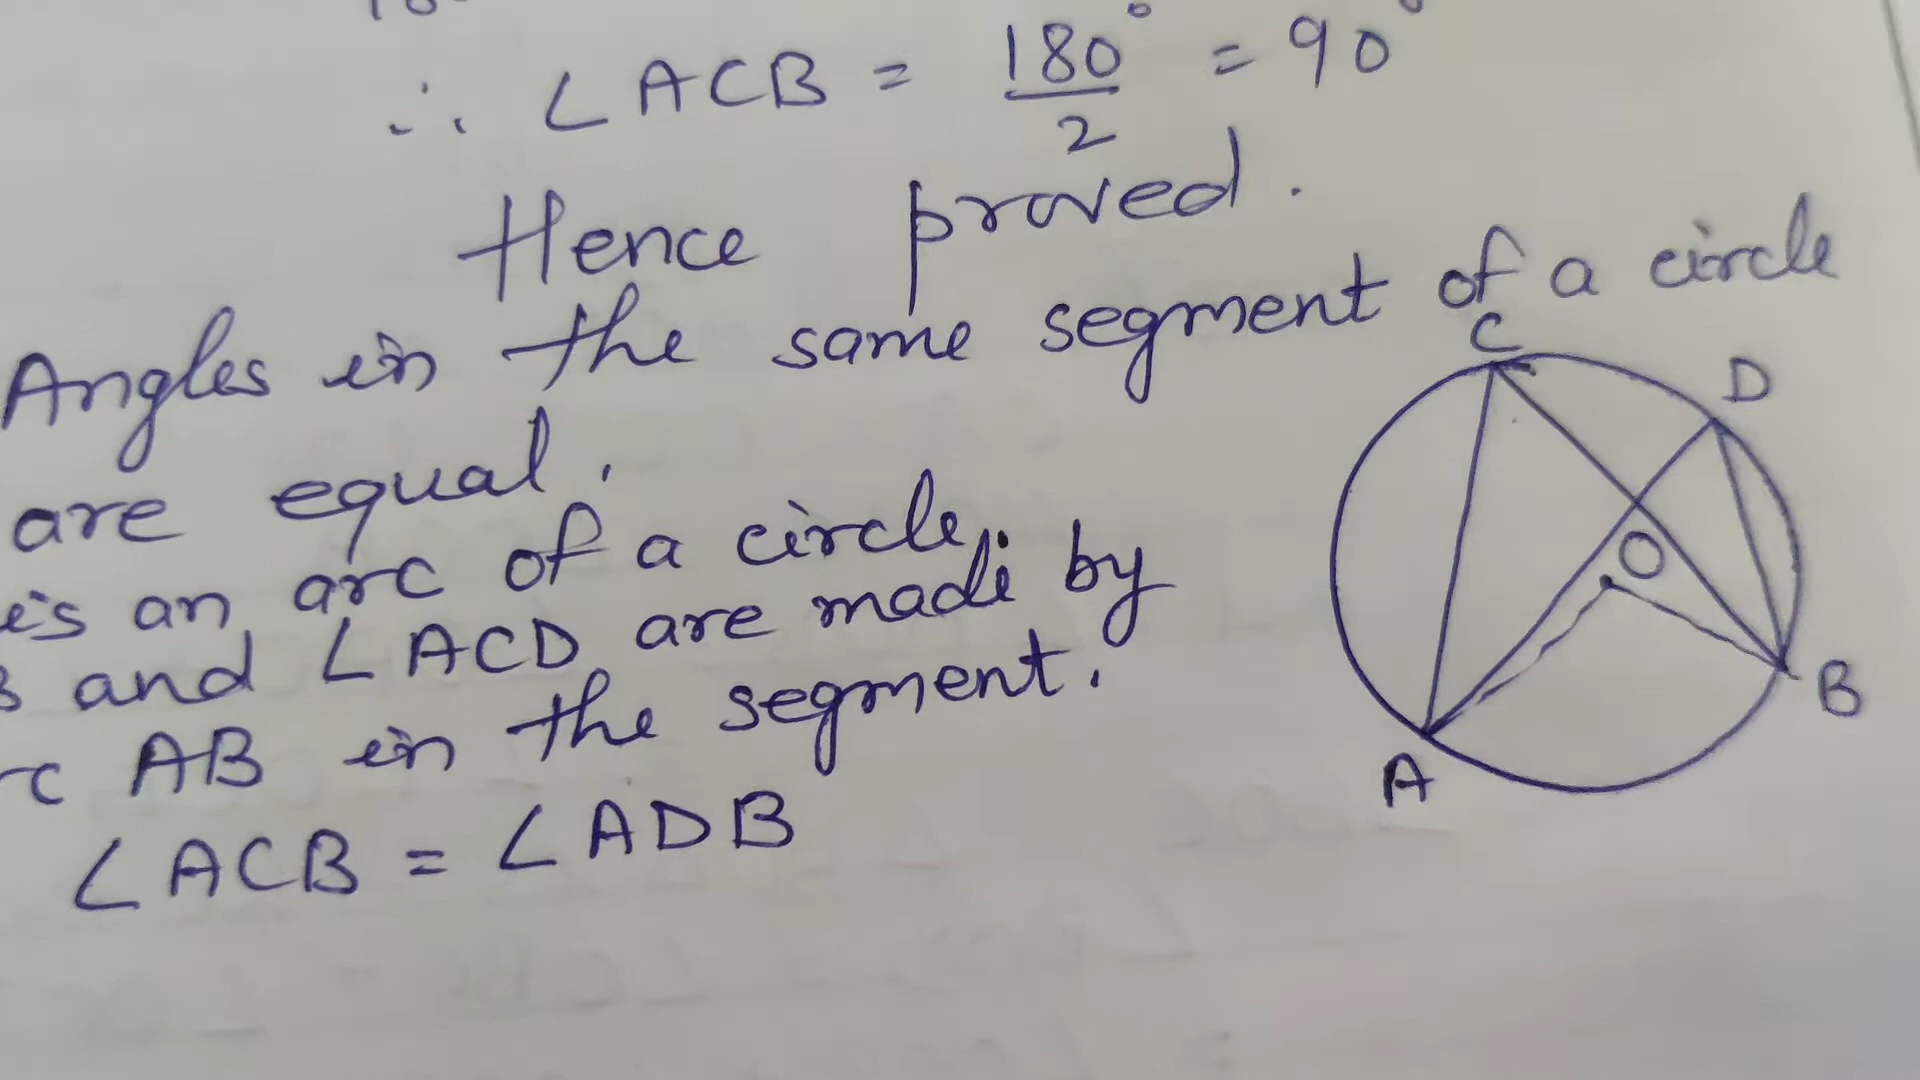 ∴ ∠ACB = 180°/2 = 90°
Hence proved.
Angles in the same segment of a circle
are equal.
is an arc of a circle,
and ∠ACD are made by
AB in the segment.
∠ACB = ∠ADB
C
D
O
B
A